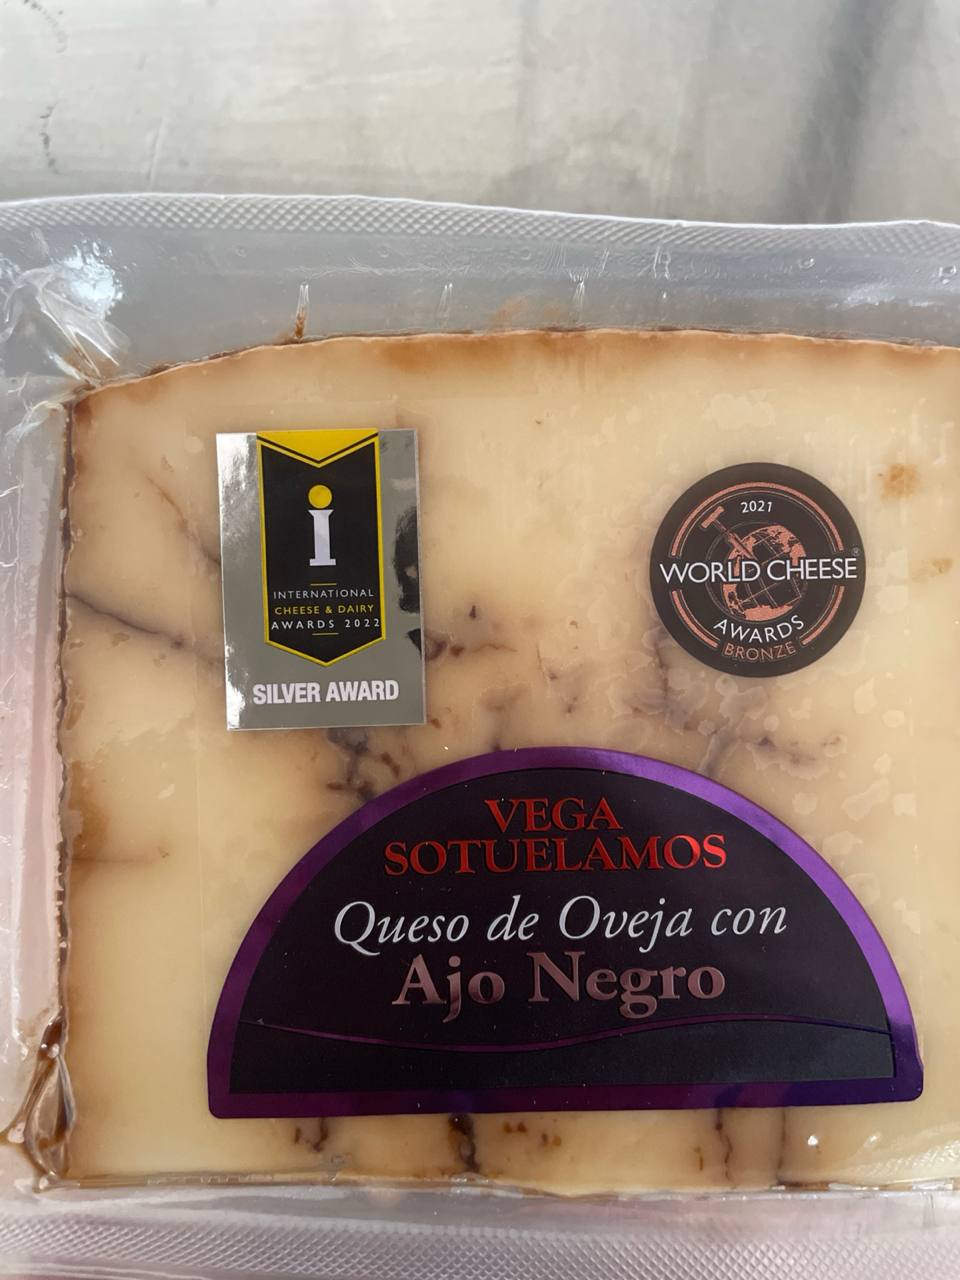 INTERNATIONAL
CHEESE & DAIRY
AWARDS 2022
SILVER AWARD
2021
WORLD CHEESE®
AWARDS
BRONZE
VEGA
SOTUELAMOS
Queso de Oveja con
Ajo Negro